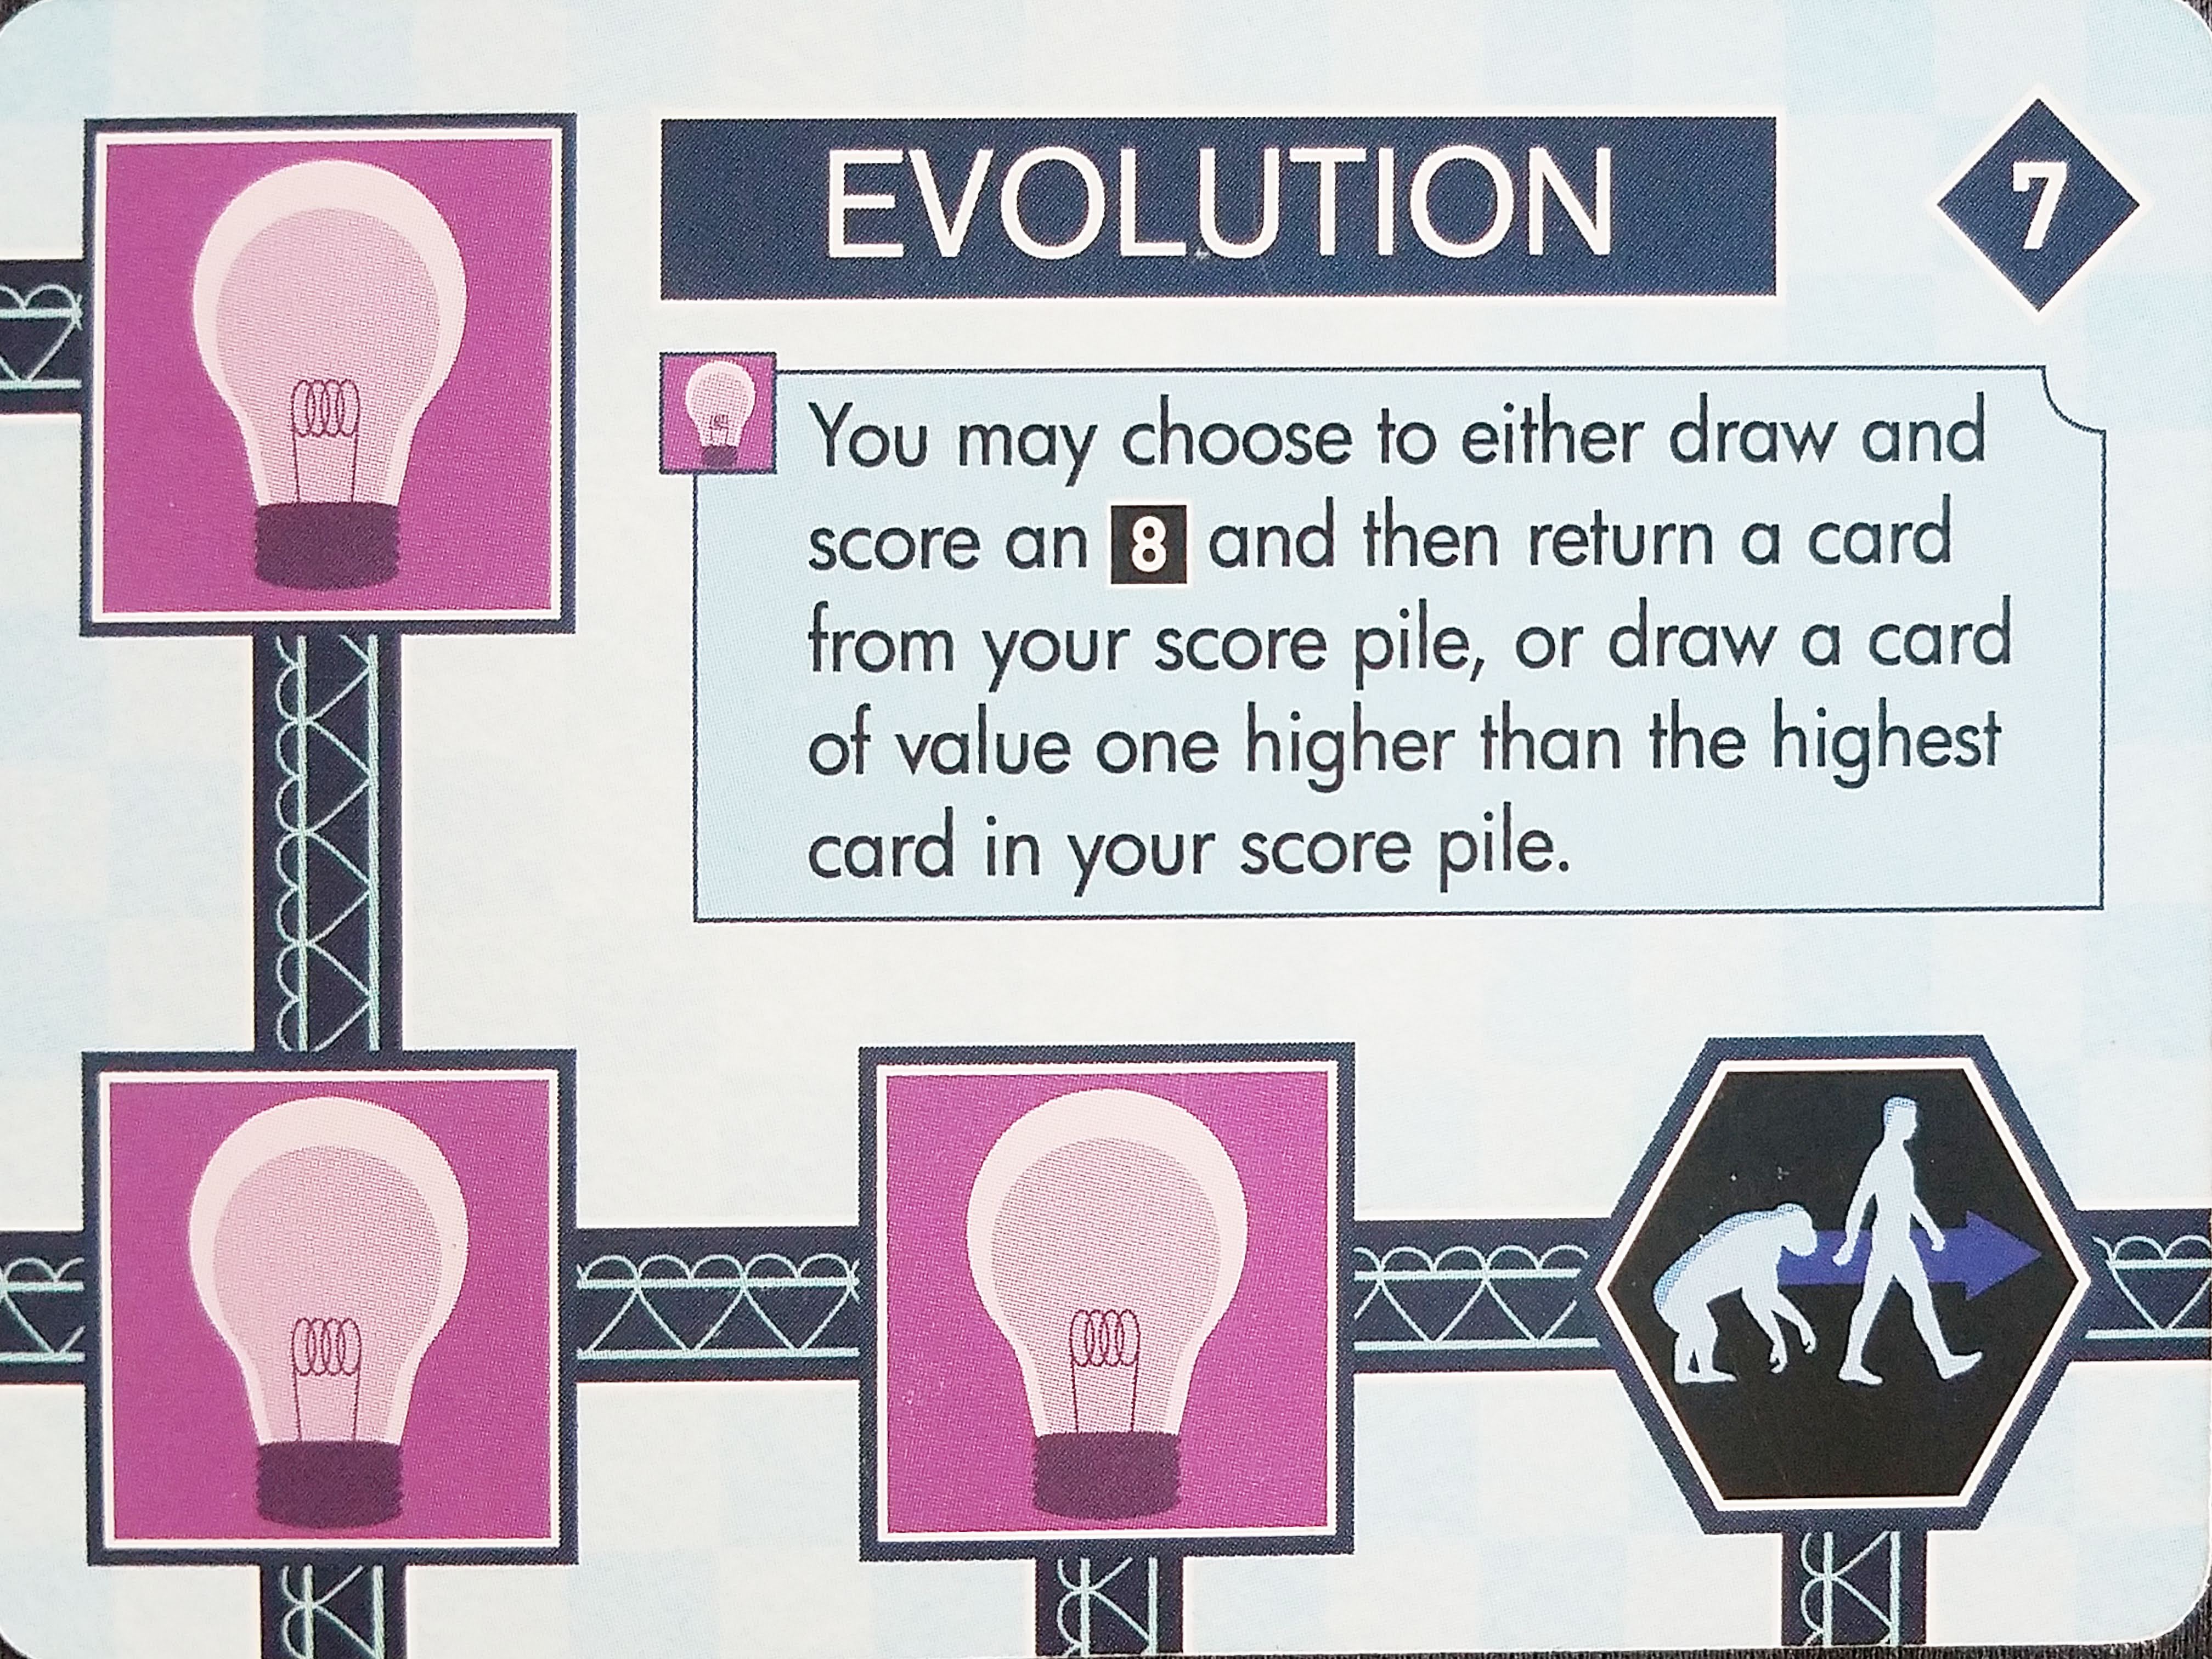 EVOLUTION
7
You may choose to either draw and
score an 8 and then return a card
from your score pile, or draw a card
of value one higher than the highest
card in your score pile.